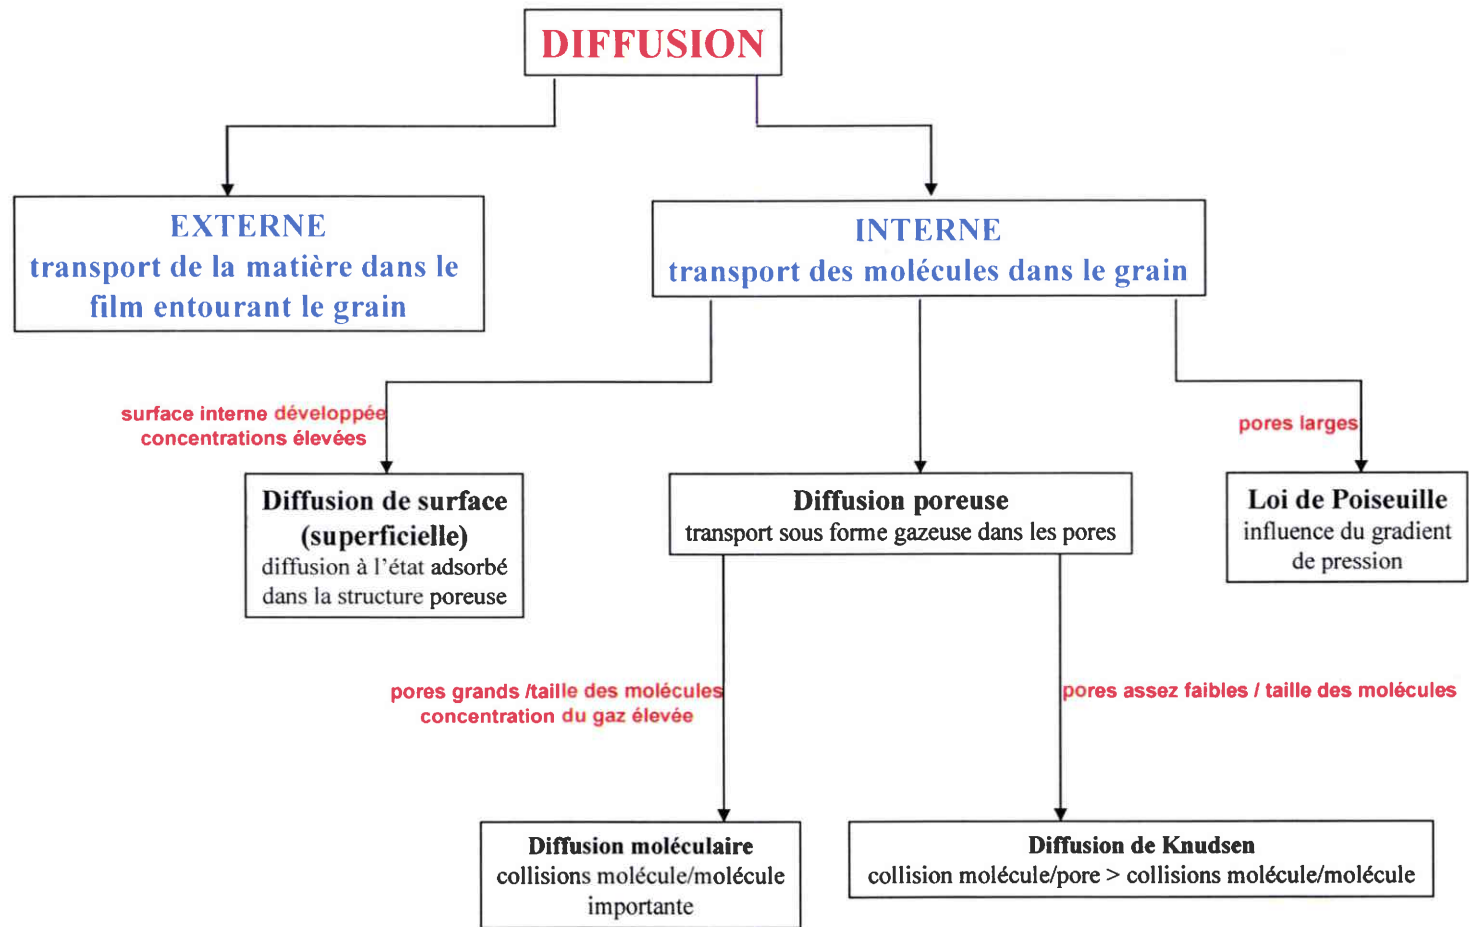 DIFFUSION
EXTERNE
transport de la matière dans le
film entourant le grain
INTERNE
transport des molécules dans le grain
surface interne développée
concentrations élevées
pores larges
Diffusion de surface
(superficielle)
diffusion à l'état adsorbé
dans la structure poreuse
Diffusion poreuse
transport sous forme gazeuse dans les pores
Loi de Poiseuille
influence du gradient
de pression
pores grands /taille des molécules
concentration du gaz élevée
pores assez faibles / taille des molécules
Diffusion moléculaire
collisions molécule/molécule
importante
Diffusion de Knudsen
collision molécule/pore > collisions molécule/molécule